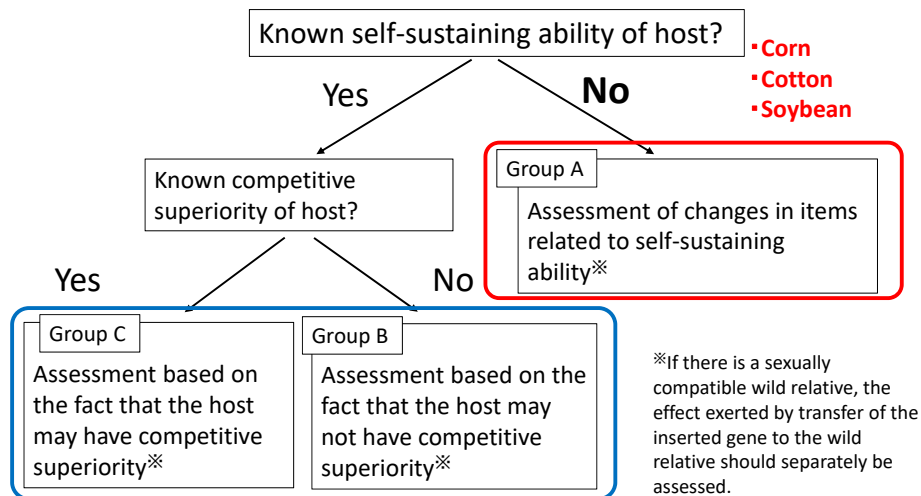 Known self-sustaining ability of host?
・Corn
・Cotton
・Soybean
Yes
No
Known competitive
superiority of host?
Group A
Assessment of changes in items
related to self-sustaining
ability※
Yes
No
Group C
Assessment based on
the fact that the host
may have competitive
superiority※
Group B
Assessment based on the
fact that the host may
not have competitive
superiority※
※If there is a sexually
compatible wild relative, the
effect exerted by transfer of the
inserted gene to the wild
relative should separately be
assessed.